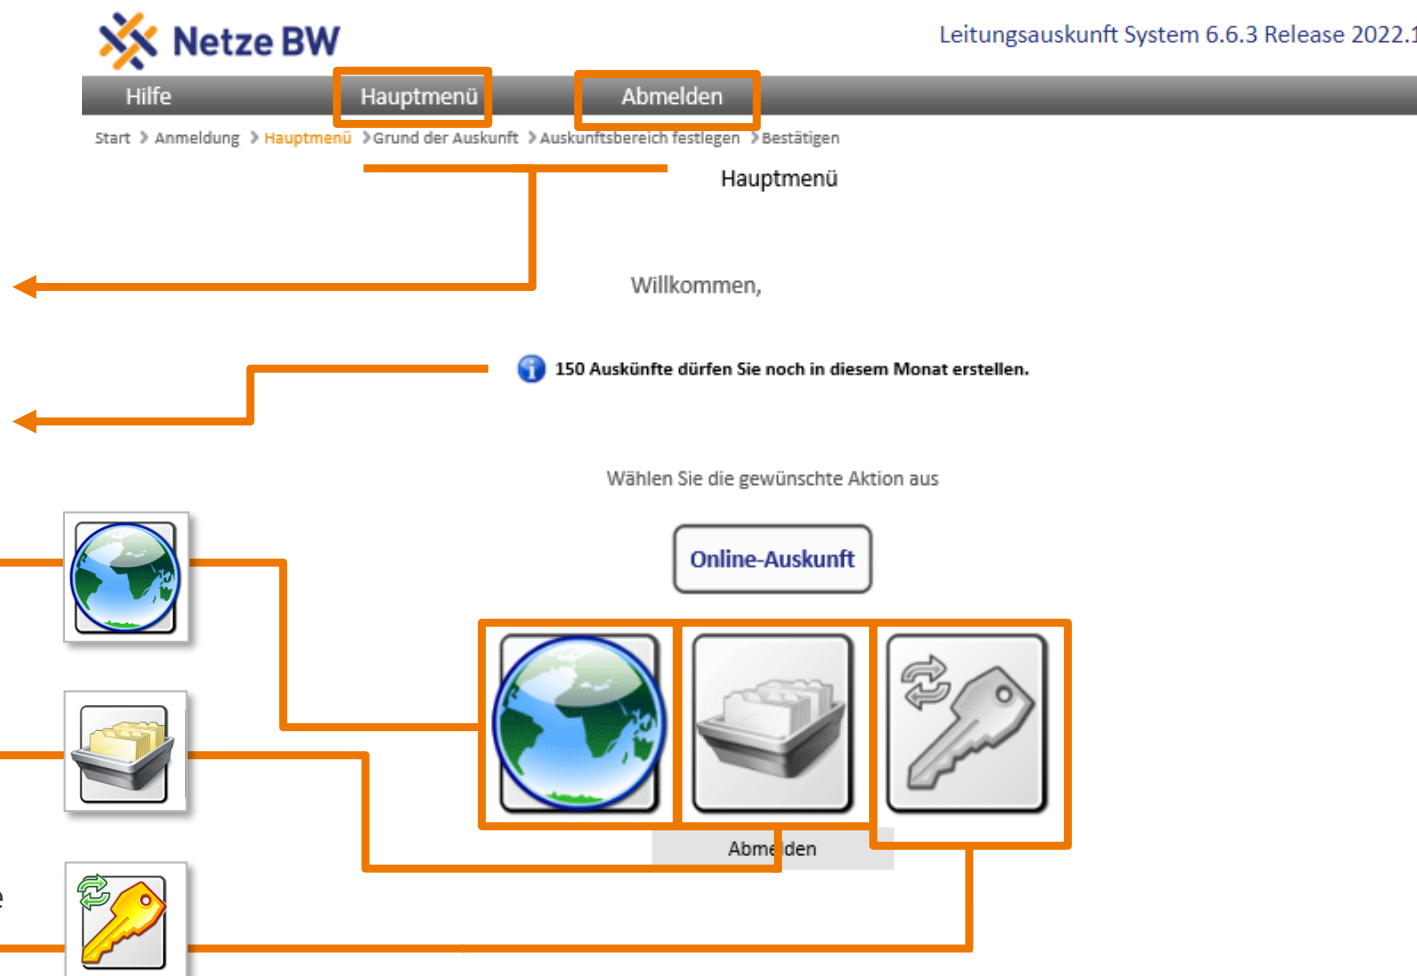 Netze BW
Leitungsauskunft System 6.6.3 Release 2022.1
Hilfe Hauptmenü Abmelden
Start > Anmeldung > Hauptmenü > Grund der Auskunft > Auskunftsbereich festlegen > Bestätigen
Hauptmenü
Willkommen,
150 Auskünfte dürfen Sie noch in diesem Monat erstellen.
Wählen Sie die gewünschte Aktion aus
Online-Auskunft
Abmelden
e